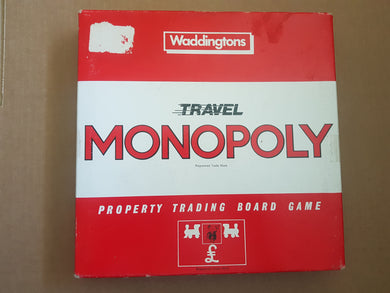 Waddingtons
TRAVEL
MONOPOLY
Registered Trade Mark
PROPERTY TRADING BOARD GAME
£